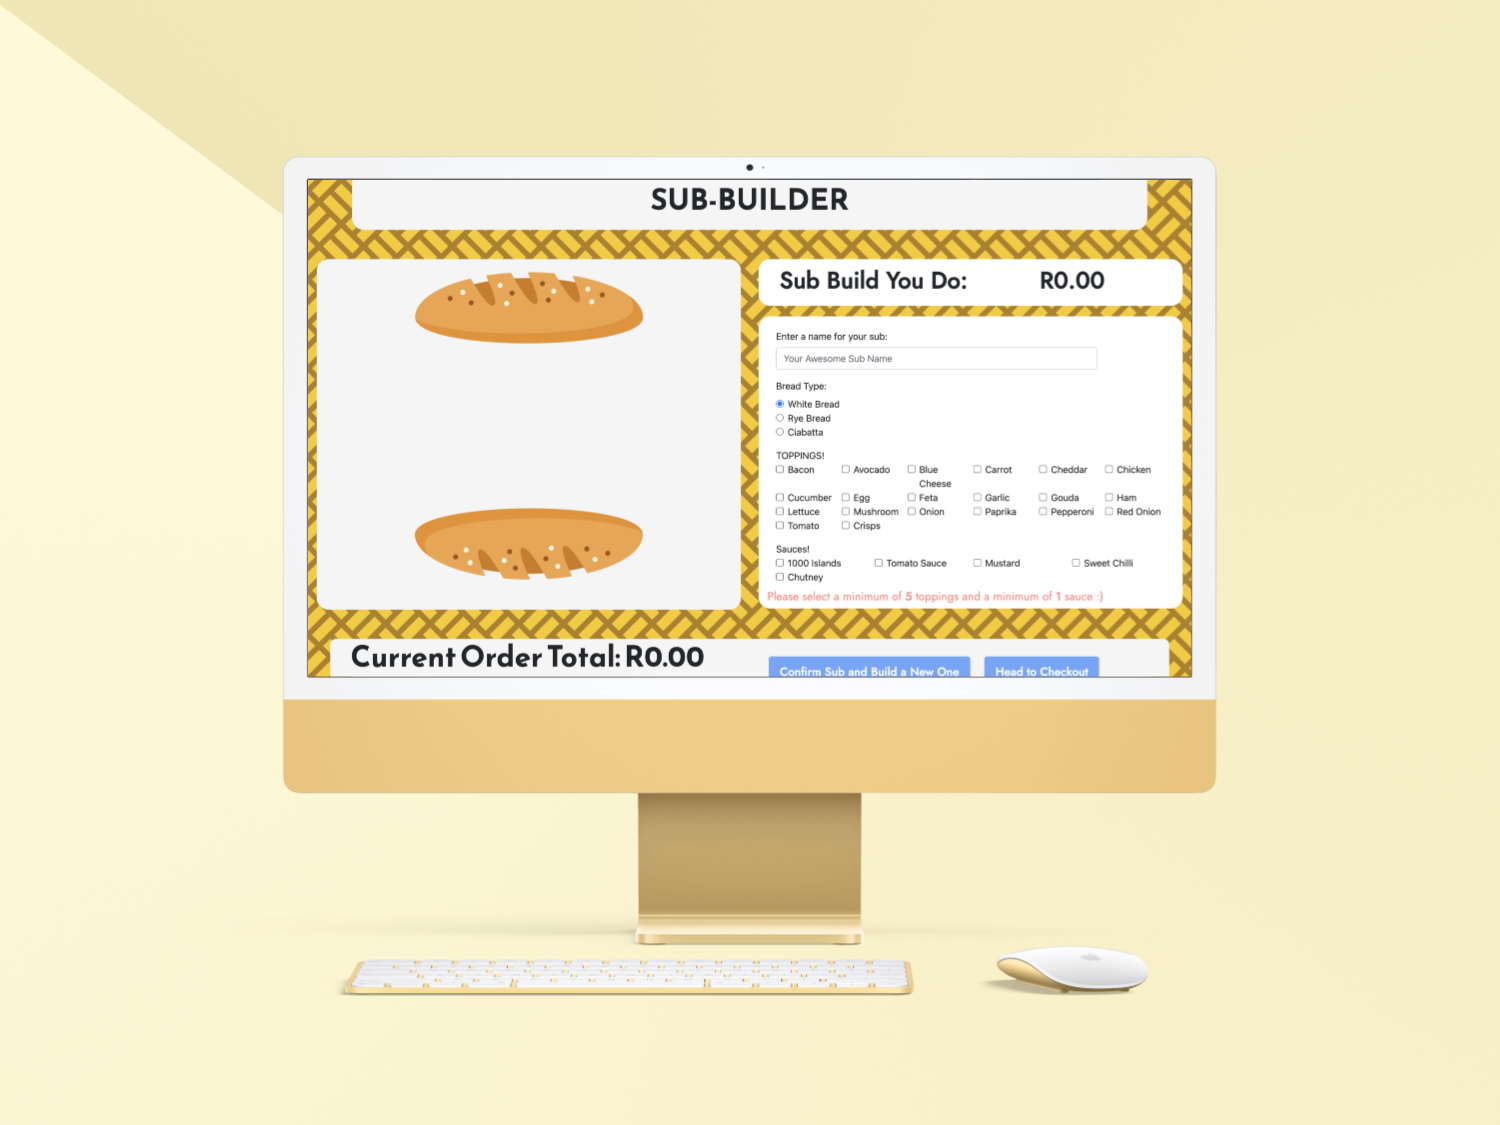 SUB-BUILDER
Sub Build You Do: R0.00
Enter a name for your sub:
Your Awesome Sub Name
Bread Type:
White Bread
Rye Bread
Ciabatta
TOPPINGS!
Bacon Avocado Blue Carrot Cheddar Chicken
Cheese
Cucumber Egg Feta Garlic Gouda Ham
Lettuce Mushroom Onion Paprika Pepperoni Red Onion
Tomato Crisps
Sauces!
1000 Islands Tomato Sauce Mustard Sweet Chilli
Chutney
Please select a minimum of 5 toppings and a minimum of 1 sauce :)
Current Order Total: R0.00
Confirm Sub and Build a New One Head to Checkout